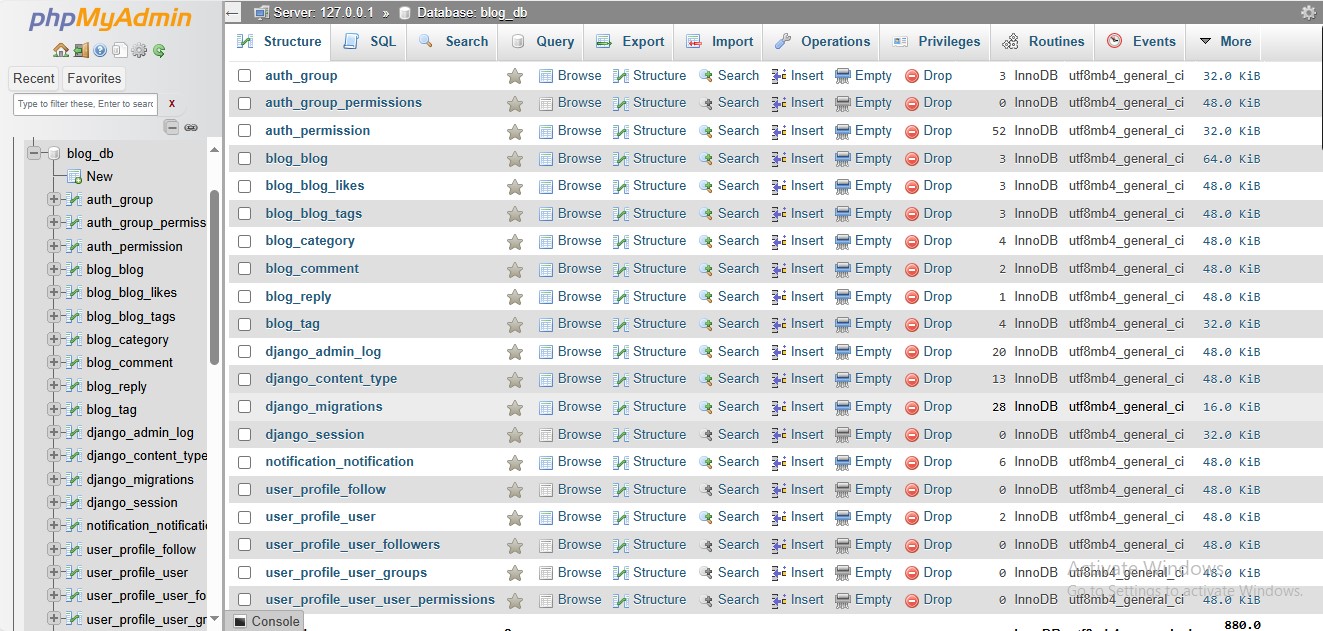 phpMyAdmin
Recent Favorites
Type to filter these, Enter to searc X
blog_db
New
auth_group
auth_group_permiss
auth_permission
blog_blog
blog_blog_likes
blog_blog_tags
blog_category
blog_comment
blog_reply
blog_tag
django_admin_log
django_content_type
django_migrations
django_session
notification_notificati
user_profile_follow
user_profile_user
user_profile_user_fo
user_profile_user_gr
Server: 127.0.0.1 » Database: blog_db
Structure SQL Search Query Export Import Operations Privileges Routines Events More
auth_group Browse Structure Search Insert Empty Drop 3 InnoDB utf8mb4_general_ci 32.0 KiB
auth_group_permissions Browse Structure Search Insert Empty Drop 0 InnoDB utf8mb4_general_ci 48.0 KiB
auth_permission Browse Structure Search Insert Empty Drop 52 InnoDB utf8mb4_general_ci 32.0 KiB
blog_blog Browse Structure Search Insert Empty Drop 3 InnoDB utf8mb4_general_ci 64.0 KiB
blog_blog_likes Browse Structure Search Insert Empty Drop 3 InnoDB utf8mb4_general_ci 48.0 KiB
blog_blog_tags Browse Structure Search Insert Empty Drop 3 InnoDB utf8mb4_general_ci 48.0 KiB
blog_category Browse Structure Search Insert Empty Drop 4 InnoDB utf8mb4_general_ci 48.0 KiB
blog_comment Browse Structure Search Insert Empty Drop 2 InnoDB utf8mb4_general_ci 48.0 KiB
blog_reply Browse Structure Search Insert Empty Drop 1 InnoDB utf8mb4_general_ci 48.0 KiB
blog_tag Browse Structure Search Insert Empty Drop 4 InnoDB utf8mb4_general_ci 32.0 KiB
django_admin_log Browse Structure Search Insert Empty Drop 20 InnoDB utf8mb4_general_ci 48.0 KiB
django_content_type Browse Structure Search Insert Empty Drop 13 InnoDB utf8mb4_general_ci 48.0 KiB
django_migrations Browse Structure Search Insert Empty Drop 28 InnoDB utf8mb4_general_ci 16.0 KiB
django_session Browse Structure Search Insert Empty Drop 0 InnoDB utf8mb4_general_ci 32.0 KiB
notification_notification Browse Structure Search Insert Empty Drop 6 InnoDB utf8mb4_general_ci 48.0 KiB
user_profile_follow Browse Structure Search Insert Empty Drop 0 InnoDB utf8mb4_general_ci 48.0 KiB
user_profile_user Browse Structure Search Insert Empty Drop 2 InnoDB utf8mb4_general_ci 48.0 KiB
user_profile_user_followers Browse Structure Search Insert Empty Drop 0 InnoDB utf8mb4_general_ci 48.0 KiB
user_profile_user_groups Browse Structure Search Insert Empty Drop 0 InnoDB utf8mb4_general_ci 48.0 KiB
user_profile_user_user_permissions Browse Structure Search Insert Empty Drop 0 InnoDB utf8mb4_general_ci 48.0 KiB
Activate Windows
Go to Settings to activate Windows.
Console
880.0